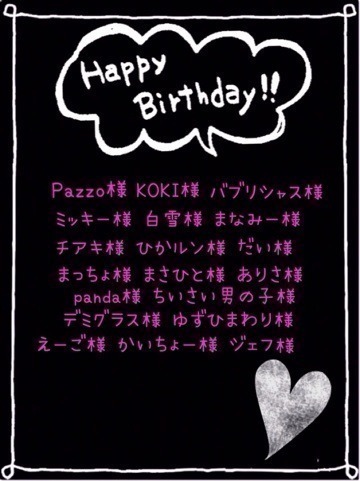 Happy
Birthday!!
Pazzo様 KOKI様 バブリシャス様
ミッキー様 白雪様 まなみー様
チアキ様 ひかルン様 だい様
まっちょ様 まさひと様 ありさ様
panda様 ちいさい男の子様
デミグラス様 ゆずひまわり様
えーご様 かいちょー様 ジェフ様